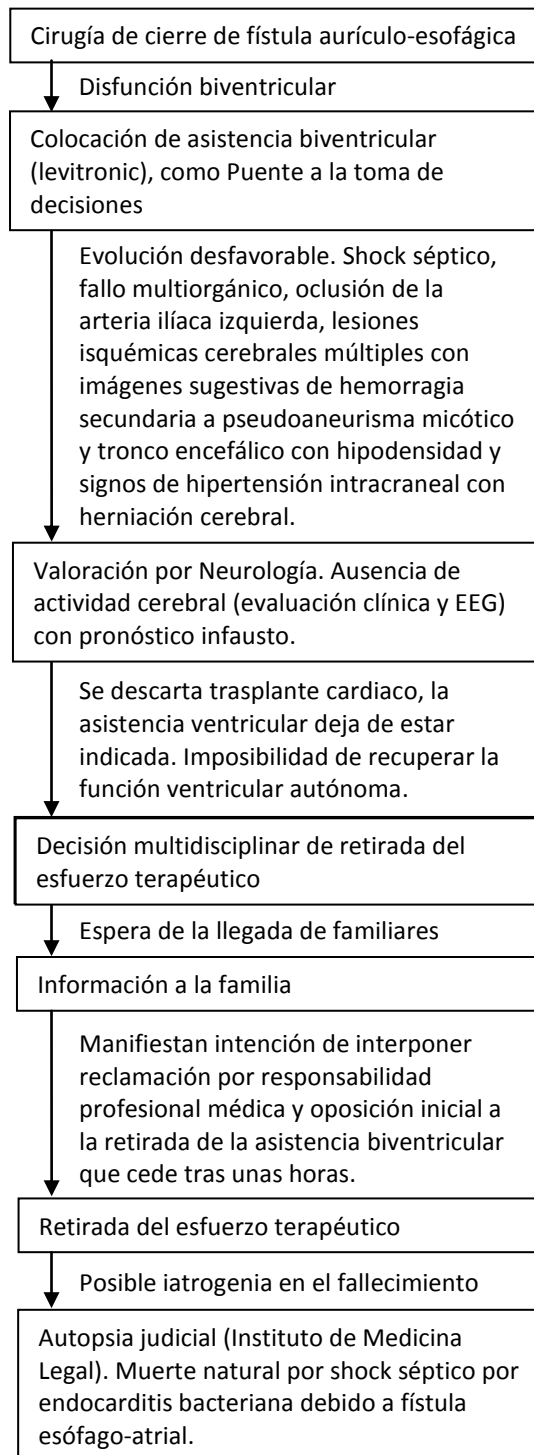 Cirugía de cierre de fístula aurículo-esofágica
Disfunción biventricular
Colocación de asistencia biventricular
(levitronic), como Puente a la toma de
decisiones
Evolución desfavorable. Shock séptico,
fallo multiorgánico, oclusión de la
arteria ilíaca izquierda, lesiones
isquémicas cerebrales múltiples con
imágenes sugestivas de hemorragia
secundaria a pseudoaneurisma micótico
y tronco encefálico con hipodensidad y
signos de hipertensión intracraneal con
herniación cerebral.
Valoración por Neurología. Ausencia de
actividad cerebral (evaluación clínica y EEG)
con pronóstico infausto.
Se descarta trasplante cardiaco, la
asistencia ventricular deja de estar
indicada. Imposibilidad de recuperar la
función ventricular autónoma.
Decisión multidisciplinar de retirada del
esfuerzo terapéutico
Espera de la llegada de familiares
Información a la familia
Manifiestan intención de interponer
reclamación por responsabilidad
profesional médica y oposición inicial a
la retirada de la asistencia biventricular
que cede tras unas horas.
Retirada del esfuerzo terapéutico
Posible iatrogenia en el fallecimiento
Autopsia judicial (Instituto de Medicina
Legal). Muerte natural por shock séptico por
endocarditis bacteriana debido a fístula
esófago-atrial.